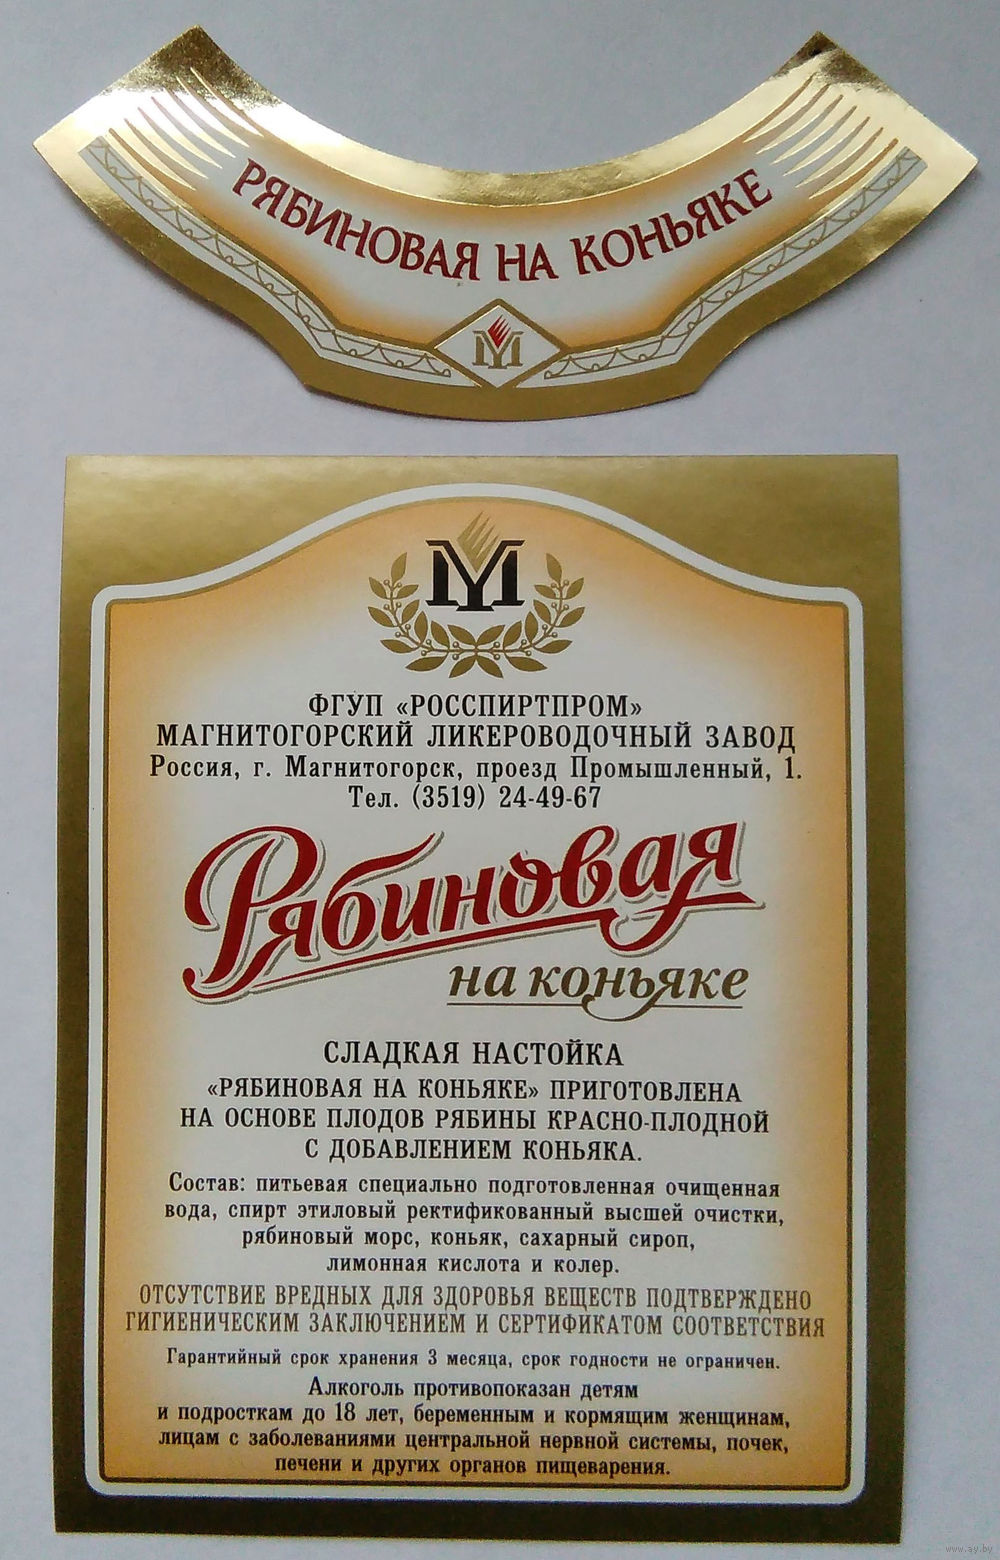 РЯБИНОВАЯ НА КОНЬЯКЕ
ФГУП «РОССПИРТПРОМ»
МАГНИТОГОРСКИЙ ЛИКЕРОВОДОЧНЫЙ ЗАВОД
Россия, г. Магнитогорск, проезд Промышленный, 1.
Тел. (3519) 24-49-67
Рябиновая
на коньяке
СЛАДКАЯ НАСТОЙКА
«РЯБИНОВАЯ НА КОНЬЯКЕ» ПРИГОТОВЛЕНА
НА ОСНОВЕ ПЛОДОВ РЯБИНЫ КРАСНО-ПЛОДНОЙ
С ДОБАВЛЕНИЕМ КОНЬЯКА.
Состав: питьевая специально подготовленная очищенная
вода, спирт этиловый ректификованный высшей очистки,
рябиновый морс, коньяк, сахарный сироп,
лимонная кислота и колер.
ОТСУТСТВИЕ ВРЕДНЫХ ДЛЯ ЗДОРОВЬЯ ВЕЩЕСТВ ПОДТВЕРЖДЕНО
ГИГИЕНИЧЕСКИМ ЗАКЛЮЧЕНИЕМ И СЕРТИФИКАТОМ СООТВЕТСТВИЯ
Гарантийный срок хранения 3 месяца, срок годности не ограничен.
Алкоголь противопоказан детям
и подросткам до 18 лет, беременным и кормящим женщинам,
лицам с заболеваниями центральной нервной системы, почек,
печени и других органов пищеварения.
www.ay.by